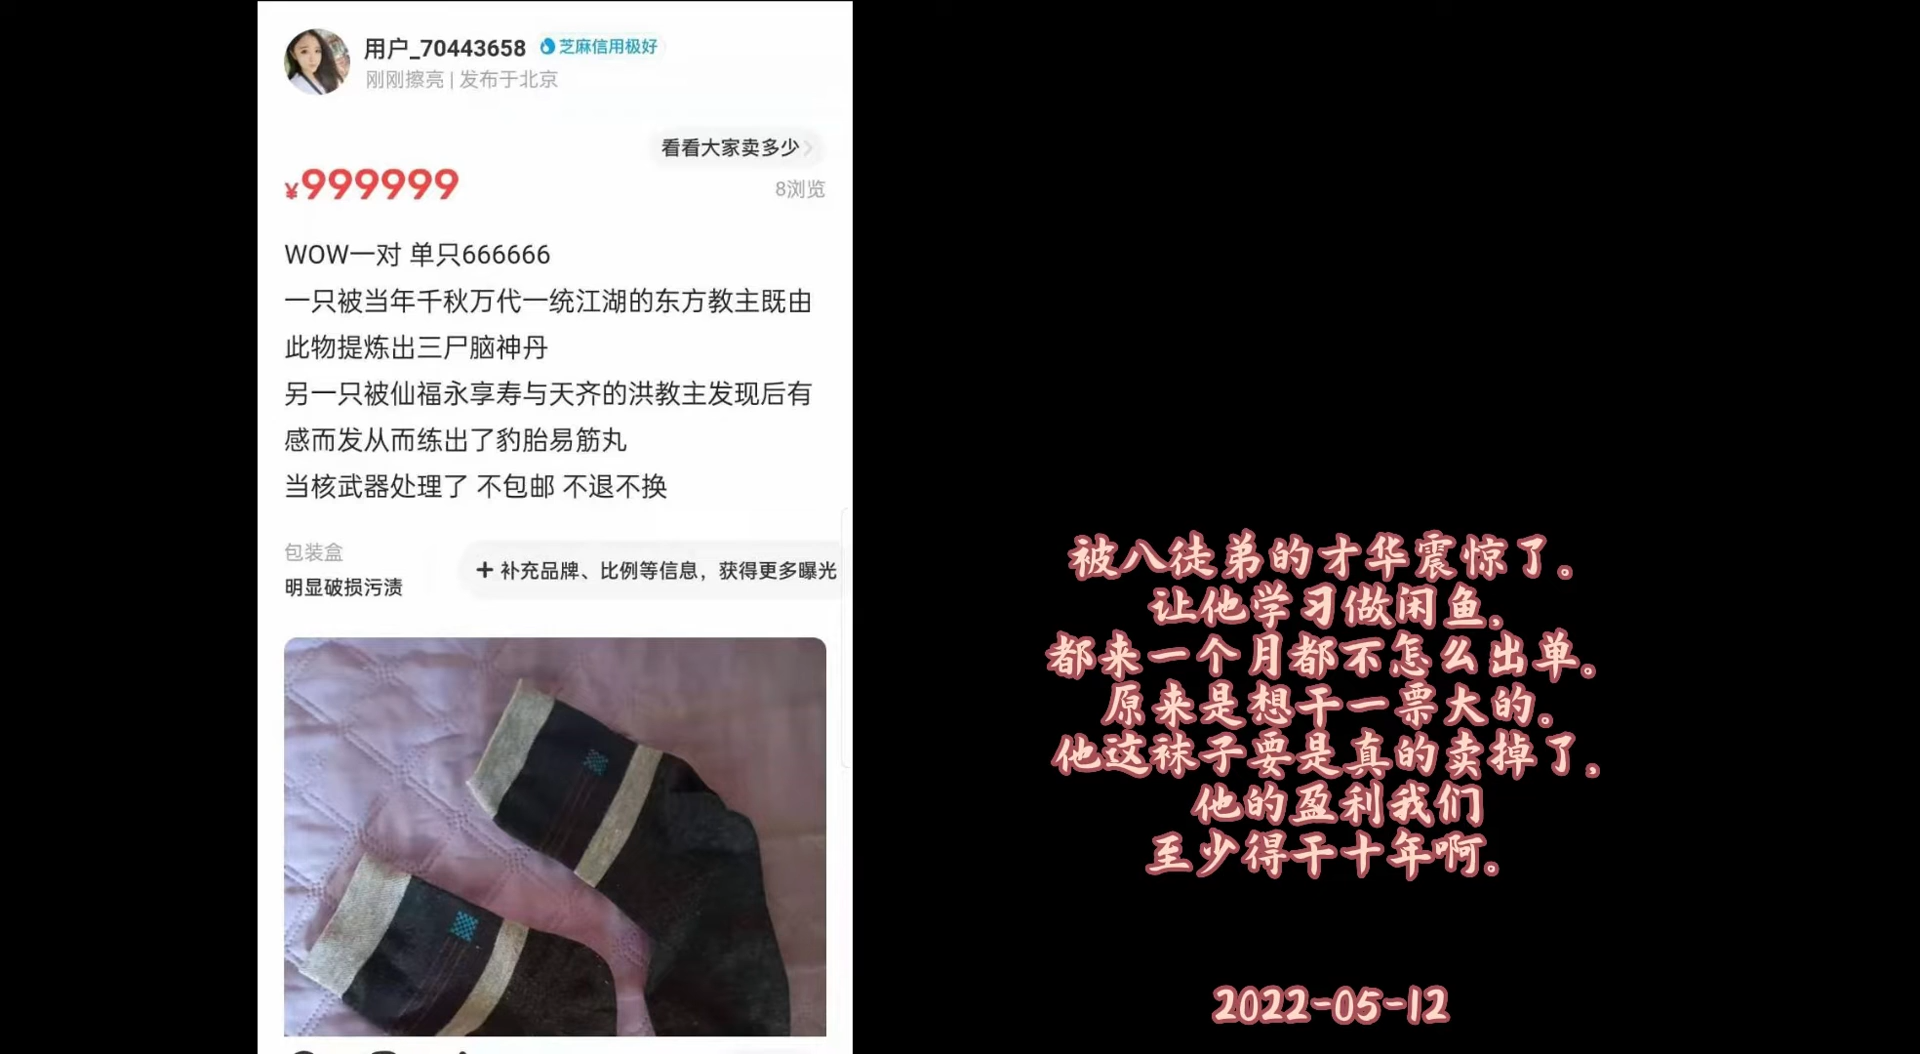 用户_70443658
芝麻信用极好
刚刚擦亮 | 发布于北京
看看大家卖多少
¥999999
8浏览
WOW一对 单只666666
一只被当年千秋万代一统江湖的东方教主既由
此物提炼出三尸脑神丹
另一只被仙福永享寿与天齐的洪教主发现后有
感而发从而练出了豹胎易筋丸
当核武器处理了 不包邮 不退不换
包装盒
明显破损污渍
+ 补充品牌、比例等信息，获得更多曝光
被八徒弟的才华震惊了。
让他学习做闲鱼，
都来一个月都不怎么出单。
原来是想干一票大的。
他这袜子要是真的卖掉了，
他的盈利我们
至少得干十年啊。
2022-05-12